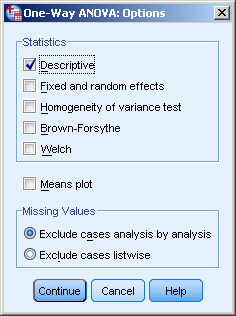 One-Way ANOVA: Options
Statistics
Descriptive
Fixed and random effects
Homogeneity of variance test
Brown-Forsythe
Welch
Means plot
Missing Values
Exclude cases analysis by analysis
Exclude cases listwise
Continue Cancel Help